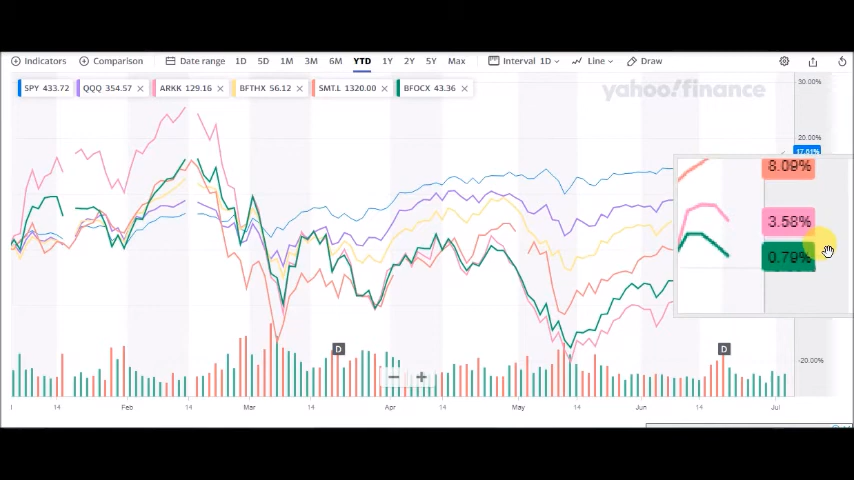 Indicators Comparison Date range 1D 5D 1M 3M 6M YTD 1Y 2Y 5Y Max Interval 1D Line Draw
SPY 433.72 QQQ 354.57 ARKK 129.16 BFTHX 56.12 SMT.L 1320.00 BFOCX 43.36
yahoo!finance
30.00%
20.00%
17.01%
8.09%
3.58%
0.79%
D D
-20.00%
14 Feb 14 Mar 14 Apr 14 May 14 Jun 14 Jul